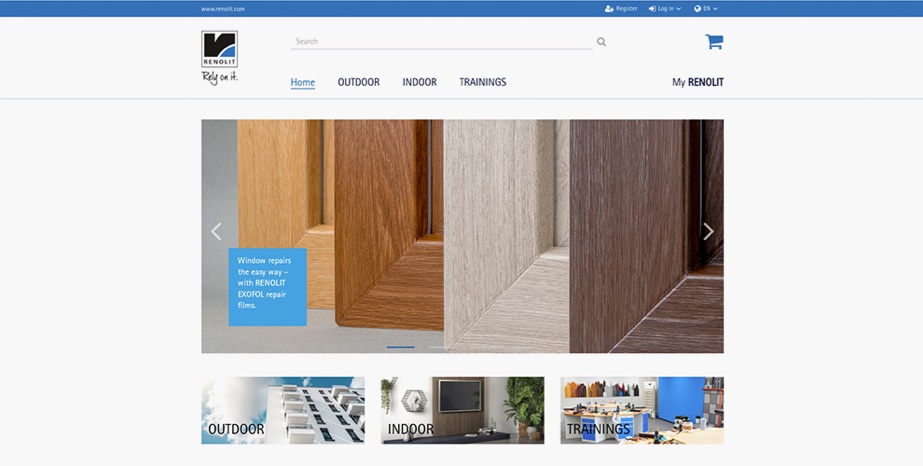 www.renolit.com
Register
Log in
EN
RENOLIT
Rely on it.
Search
Home
OUTDOOR
INDOOR
TRAININGS
My RENOLIT
Window repairs
the easy way –
with RENOLIT
EXOFOL repair
films.
OUTDOOR
INDOOR
TRAININGS